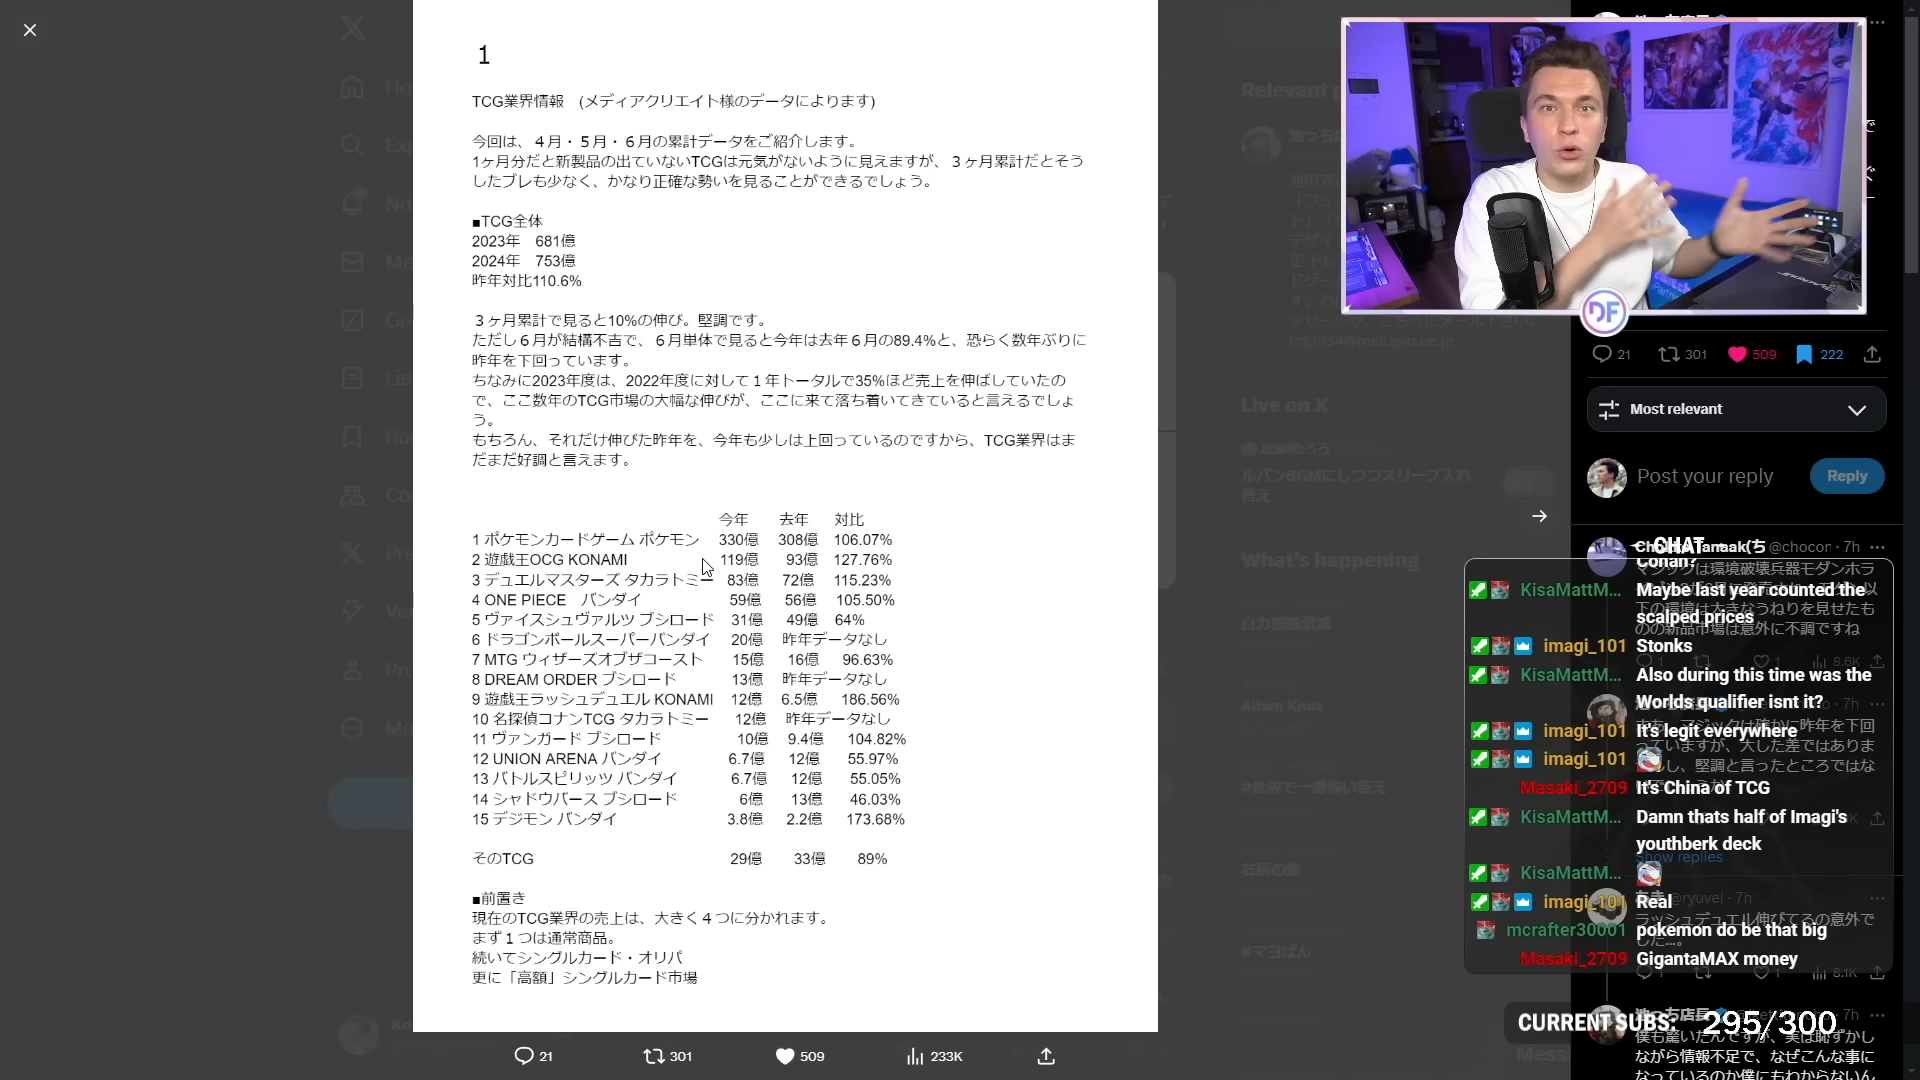 1
TCG業界情報　(メディアクリエイト様のデータによります)
今回は、４月・５月・６月の累計データをご紹介します。
1ヶ月分だと新製品の出ていないTCGは元気がないように見えますが、３ヶ月累計だとそう
したブレも少なく、かなり正確な勢いを見ることができるでしょう。
■TCG全体
2023年　681億
2024年　753億
昨年対比110.6%
３ヶ月累計で見ると10%の伸び。堅調です。
ただし６月が結構不吉で、６月単体で見ると今年は去年６月の89.4%と、恐らく数年ぶりに
昨年を下回っています。
ちなみに2023年度は、2022年度に対して１年トータルで35%ほど売上を伸ばしていたの
で、ここ数年のTCG市場の大幅な伸びが、ここに来て落ち着いてきていると言えるでしょ
う。
もちろん、それだけ伸びた昨年を、今年も少しは上回っているのですから、TCG業界はま
だまだ好調と言えます。
今年 去年 対比
1 ポケモンカードゲーム ポケモン 330億 308億 106.07%
2 遊戯王OCG KONAMI 119億 93億 127.76%
3 デュエルマスターズ タカラトミー 83億 72億 115.23%
4 ONE PIECE　バンダイ 59億 56億 105.50%
5 ヴァイスシュヴァルツ ブシロード 31億 49億 64%
6 ドラゴンボールスーパーバンダイ 20億 昨年データなし
7 MTG ウィザーズオブザコースト 15億 16億 96.63%
8 DREAM ORDER ブシロード 13億 昨年データなし
9 遊戯王ラッシュデュエル KONAMI 12億 6.5億 186.56%
10 名探偵コナンTCG タカラトミー 12億 昨年データなし
11 ヴァンガード ブシロード 10億 9.4億 104.82%
12 UNION ARENA バンダイ 6.7億 12億 55.97%
13 バトルスピリッツ バンダイ 6.7億 12億 55.05%
14 シャドウバース ブシロード 6億 13億 46.03%
15 デジモン バンダイ 3.8億 2.2億 173.68%
そのTCG 29億 33億 89%
■前置き
現在のTCG業界の売上は、大きく４つに分かれます。
まず１つは通常商品。
続いてシングルカード・オリパ
更に「高額」シングルカード市場
21 301 509 233K
DF
21 301 509 222
Most relevant
Post your reply Reply
Relevant
Live on X
What's happening
CHAT
@chocor · 7h
Conan?
KisaMattM... Maybe last year counted the
scalped prices
imagi_101 Stonks
KisaMattM... Also during this time was the
Worlds qualifier isnt it?
imagi_101 It's legit everywhere
imagi_101
Masaki_2709 It's China of TCG
KisaMattM... Damn thats half of Imagi's
youthberk deck
Show replies
KisaMattM...
@ryuvei · 7h
imagi_101 Real
mcrafter30001 pokemon do be that big
Masaki_2709 GigantaMAX money
CURRENT SUBS: 295/300